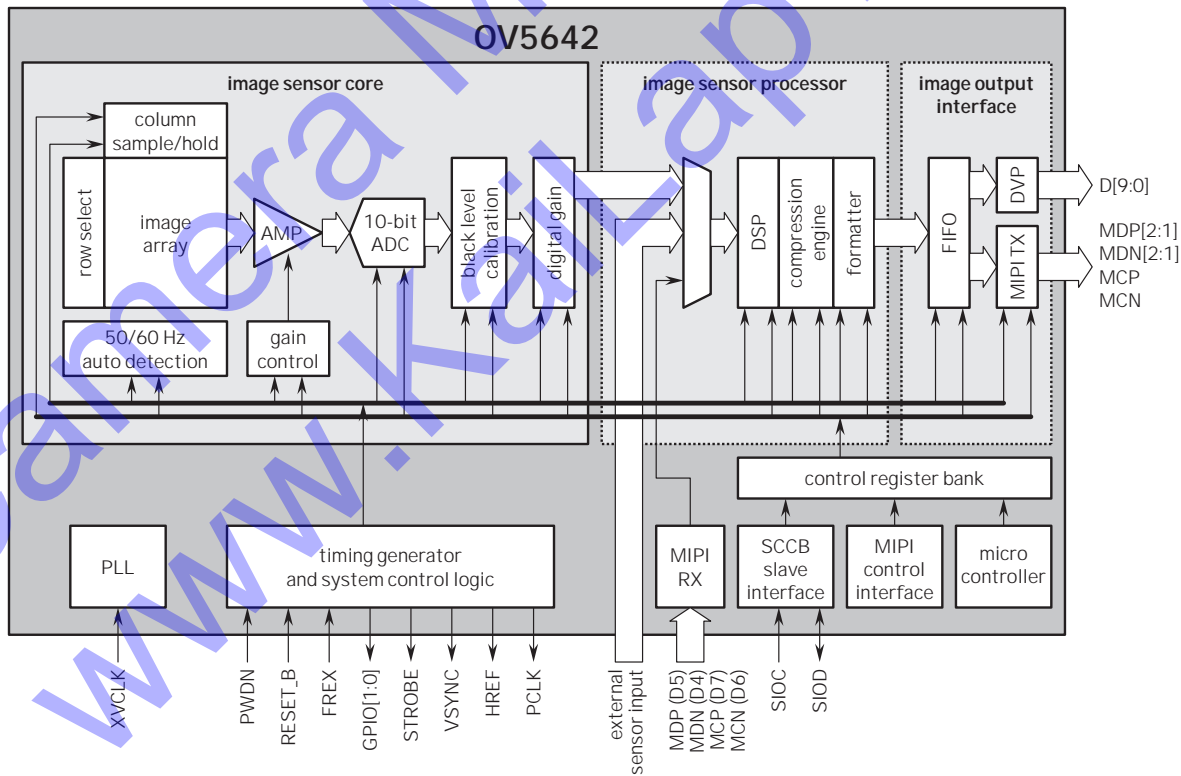 OV5642
image sensor core
image sensor processor
image output
interface
column
sample/hold
row select
image
array
AMP
10-bit
ADC
black level
calibration
digital gain
DSP
compression
engine
formatter
FIFO
DVP
MIPI TX
D[9:0]
MDP[2:1]
MDN[2:1]
MCP
MCN
50/60 Hz
auto detection
gain
control
control register bank
PLL
timing generator
and system control logic
MIPI
RX
SCCB
slave
interface
MIPI
control
interface
micro
controller
XVCLK
PWDN
RESET_B
FREX
GPIO[1:0]
STROBE
VSYNC
HREF
PCLK
external
sensor input
MDP (D5)
MDN (D4)
MCP (D7)
MCN (D6)
SIOC
SIOD
Camera M
www.KaiLap